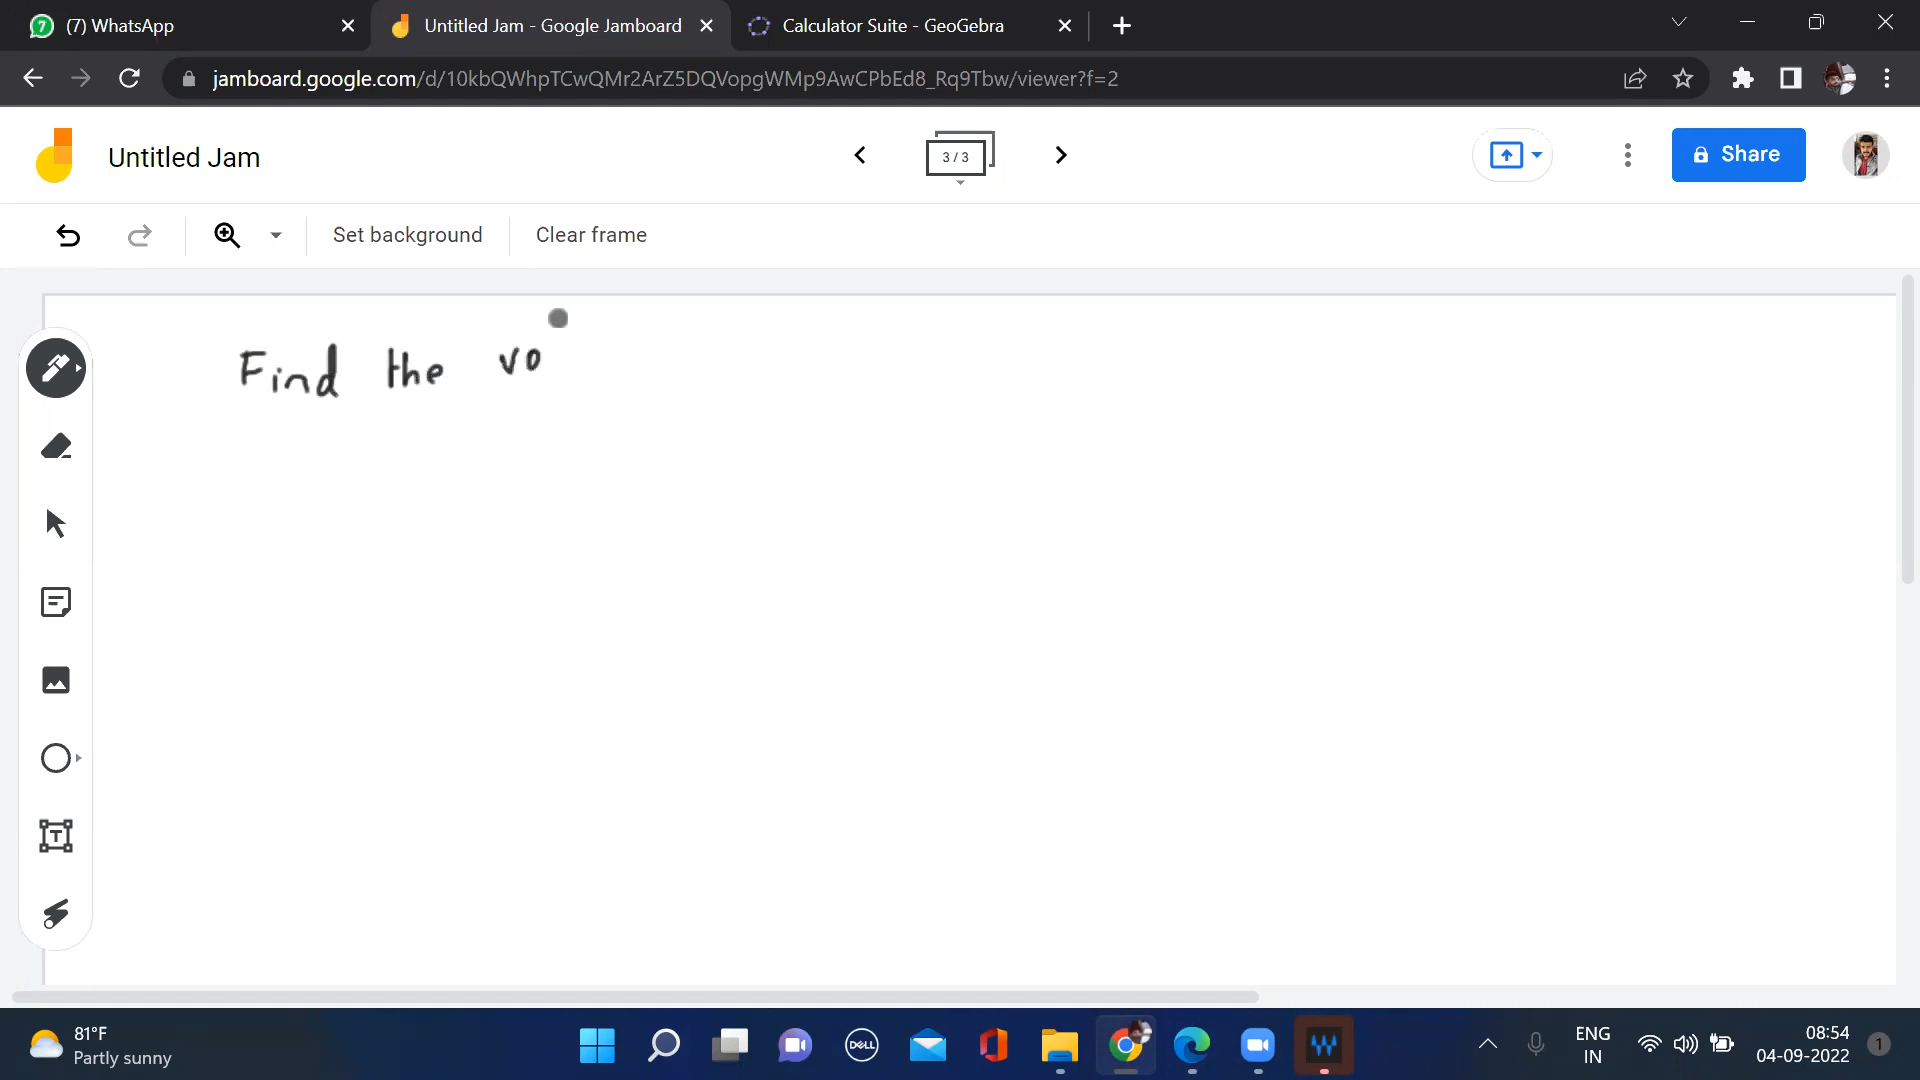 (7) WhatsApp
Untitled Jam - Google Jamboard
Calculator Suite - GeoGebra
jamboard.google.com/d/10kbQWhpTCwQMr2ArZ5DQVopgWMp9AwCPbEd8_Rq9Tbw/viewer?f=2
Untitled Jam
3 / 3
Share
Set background
Clear frame
Find the vo
81°F
Partly sunny
DELL
ENG
IN
08:54
04-09-2022
1